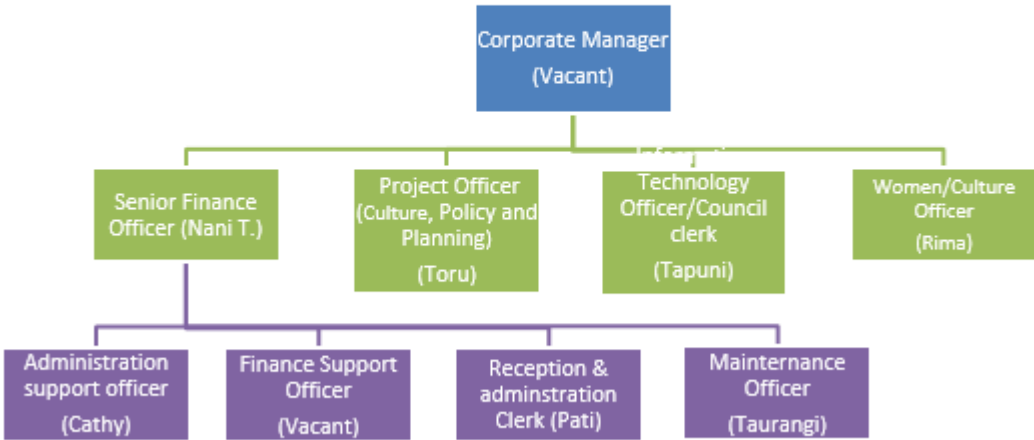 Corporate Manager
(Vacant)
Senior Finance
Officer (Nani T.)
Project Officer
(Culture, Policy and
Planning)
(Toru)
Technology
Officer/Council
clerk
(Tapuni)
Women/Culture
Officer
(Rima)
Administration
support officer
(Cathy)
Finance Support
Officer
(Vacant)
Reception &
adminstration
Clerk (Pati)
Mainternance
Officer
(Taurangi)